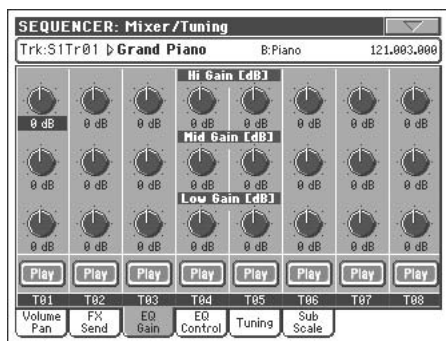 SEQUENCER: Mixer/Tuning
Trk:S1Tr01 ▷Grand Piano B:Piano 121.003.000
Hi Gain [dB]
0 dB 0 dB 0 dB 0 dB 0 dB 0 dB 0 dB 0 dB
Mid Gain [dB]
0 dB 0 dB 0 dB 0 dB 0 dB 0 dB 0 dB 0 dB
Low Gain [dB]
0 dB 0 dB 0 dB 0 dB 0 dB 0 dB 0 dB 0 dB
Play Play Play Play Play Play Play Play
T01 T02 T03 T04 T05 T06 T07 T08
Volume Pan
FX Send
EQ Gain
EQ Control
Tuning
Sub Scale